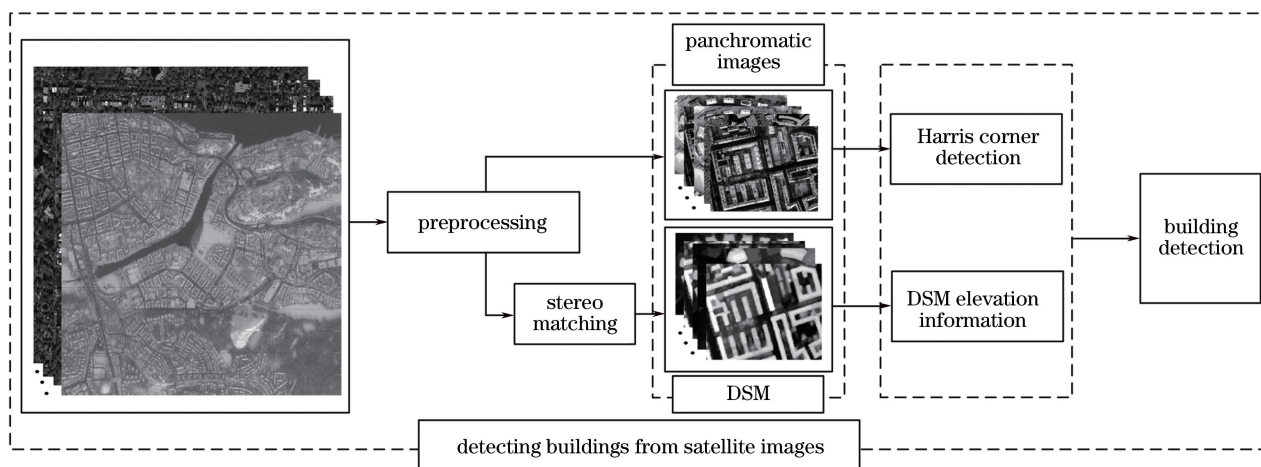 panchromatic
images
Harris corner
detection
preprocessing
building
detection
stereo
matching
DSM elevation
information
DSM
detecting buildings from satellite images